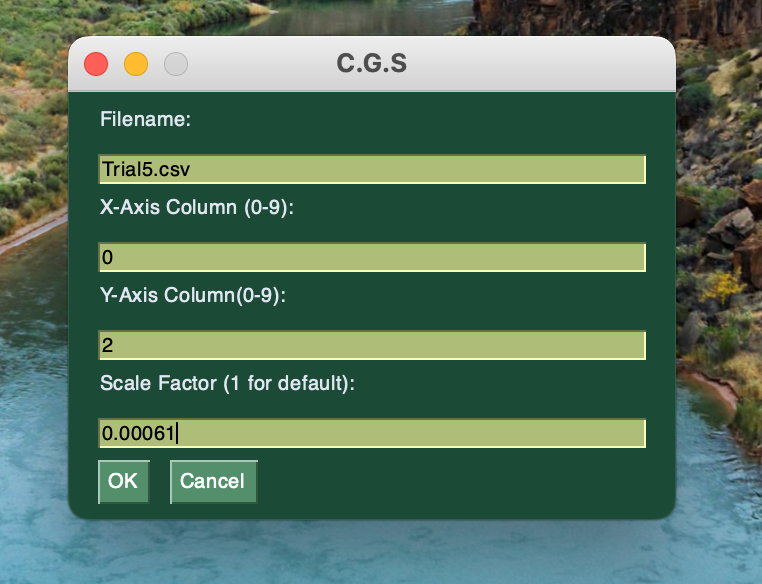 C.G.S
Filename:
Trial5.csv
X-Axis Column (0-9):
0
Y-Axis Column(0-9):
2
Scale Factor (1 for default):
0.00061
OK Cancel